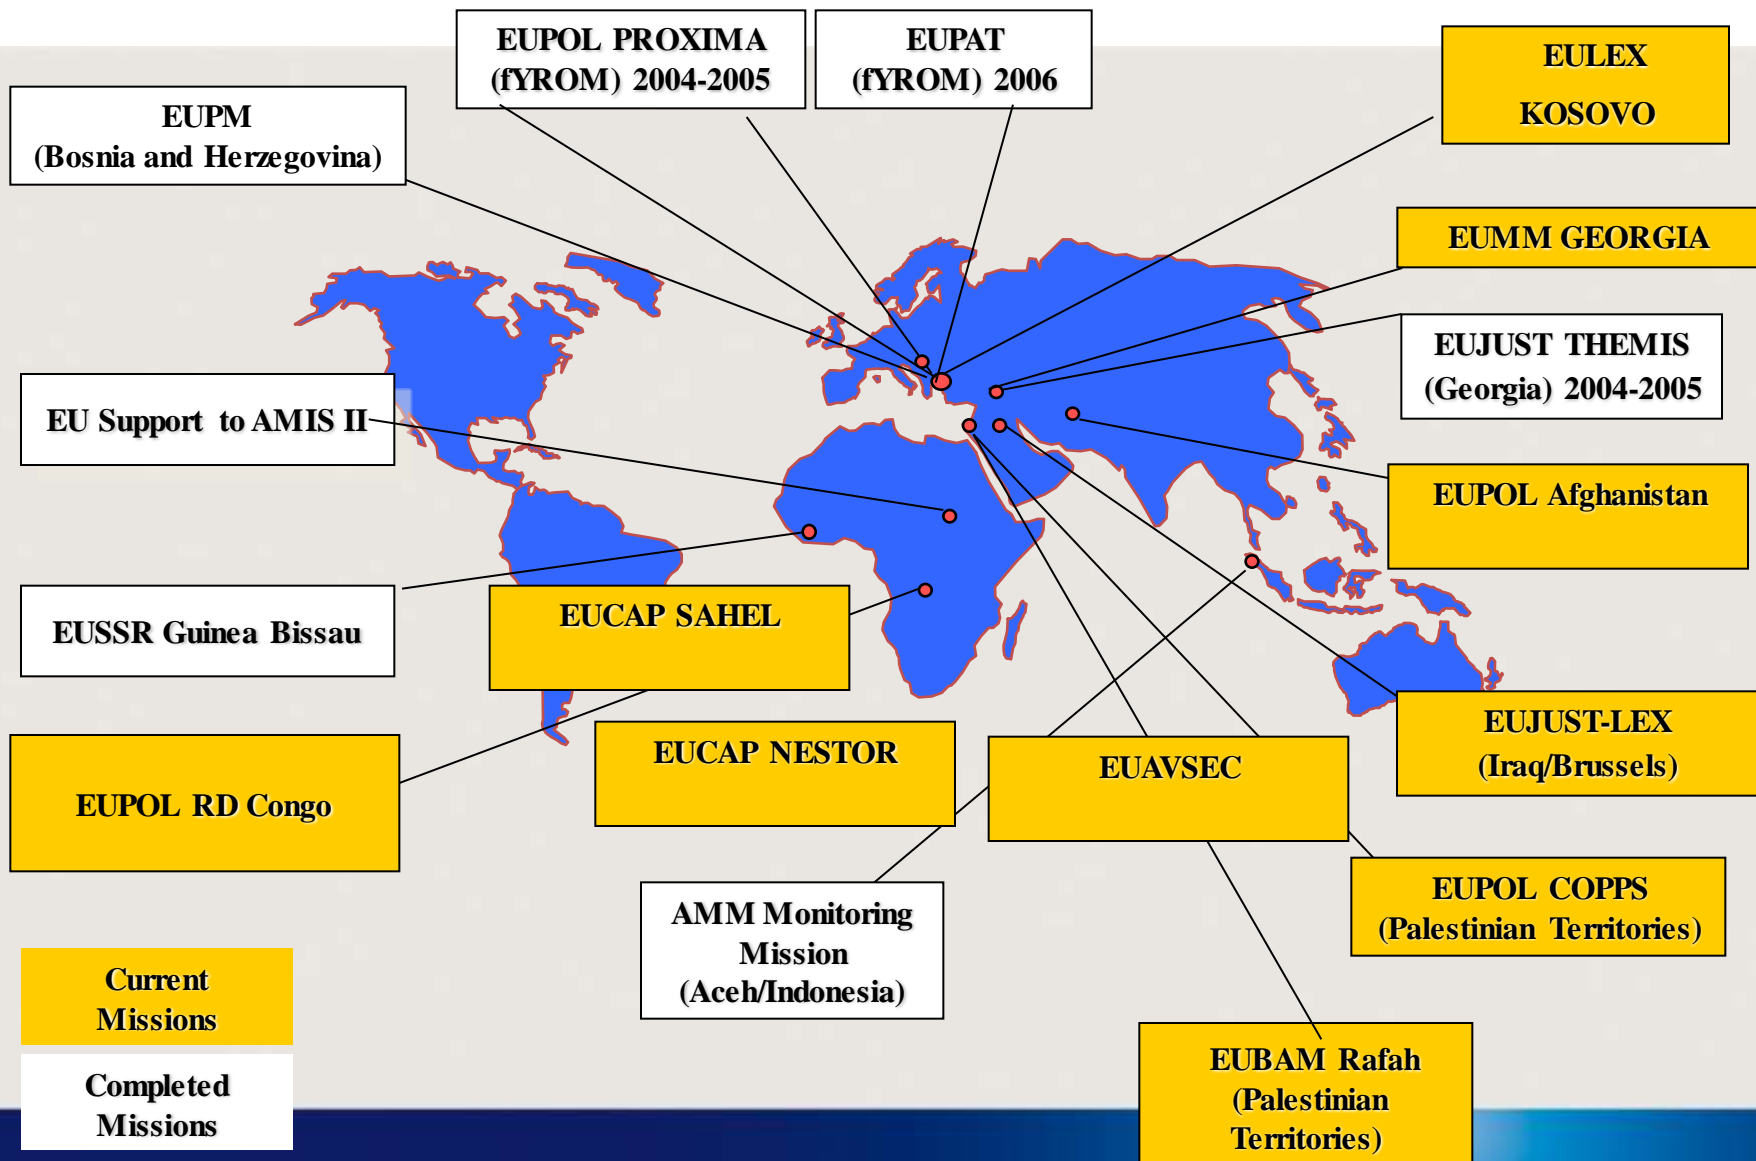 EUPOL PROXIMA
(fYROM) 2004-2005
EUPAT
(fYROM) 2006
EULEX
KOSOVO
EUPM
(Bosnia and Herzegovina)
EUMM GEORGIA
EUJUST THEMIS
(Georgia) 2004-2005
EU Support to AMIS II
EUPOL Afghanistan
EUSSR Guinea Bissau
EUCAP SAHEL
EUCAP NESTOR
EUAVSEC
EUJUST-LEX
(Iraq/Brussels)
EUPOL RD Congo
AMM Monitoring
Mission
(Aceh/Indonesia)
EUPOL COPPS
(Palestinian Territories)
Current
Missions
Completed
Missions
EUBAM Rafah
(Palestinian
Territories)